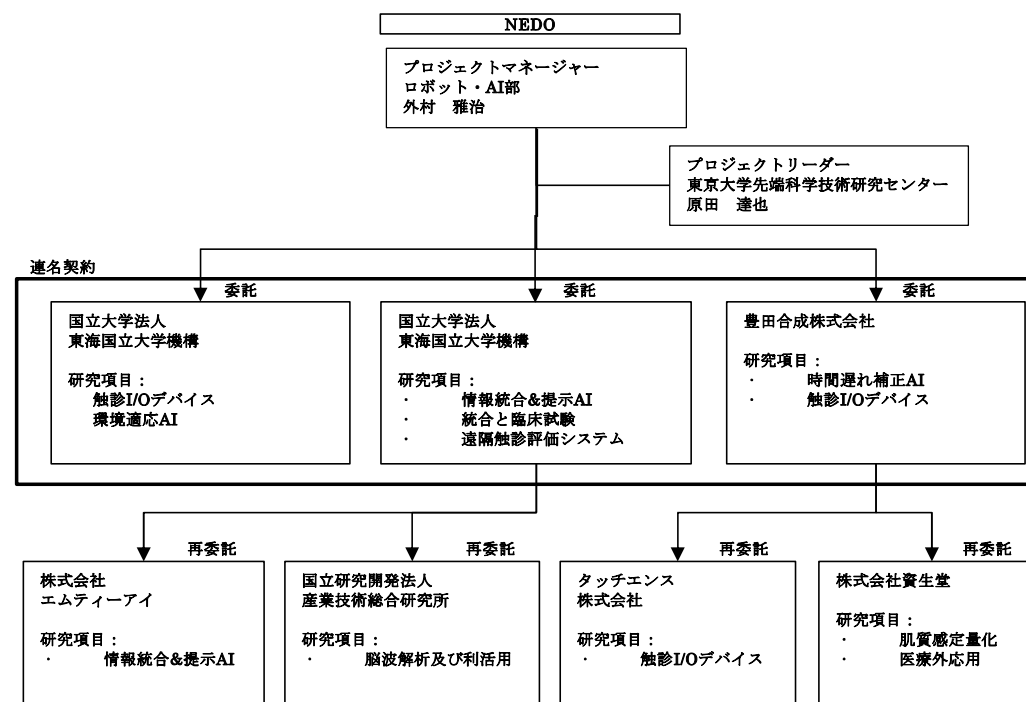 NEDO
プロジェクトマネージャー
ロボット・AI部
外村　雅治
プロジェクトリーダー
東京大学先端科学技術研究センター
原田　達也
連名契約
委託
国立大学法人
東海国立大学機構
研究項目：
触診I/Oデバイス
環境適応AI
委託
国立大学法人
東海国立大学機構
研究項目：
・　情報統合&提示AI
・　統合と臨床試験
・　遠隔触診評価システム
委託
豊田合成株式会社
研究項目：
・　時間遅れ補正AI
・　触診I/Oデバイス
再委託
株式会社
エムティーアイ
研究項目：
・　情報統合&提示AI
再委託
国立研究開発法人
産業技術総合研究所
研究項目：
・　脳波解析及び利活用
再委託
タッチエンス
株式会社
研究項目：
・　触診I/Oデバイス
再委託
株式会社資生堂
研究項目：
・　肌質感定量化
・　医療外応用